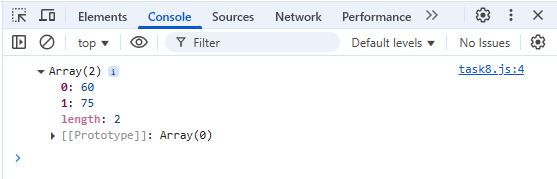 Elements Console Sources Network Performance
top Filter Default levels No Issues
Array(2) i task8.js:4
0: 60
1: 75
length: 2
[[Prototype]]: Array(0)